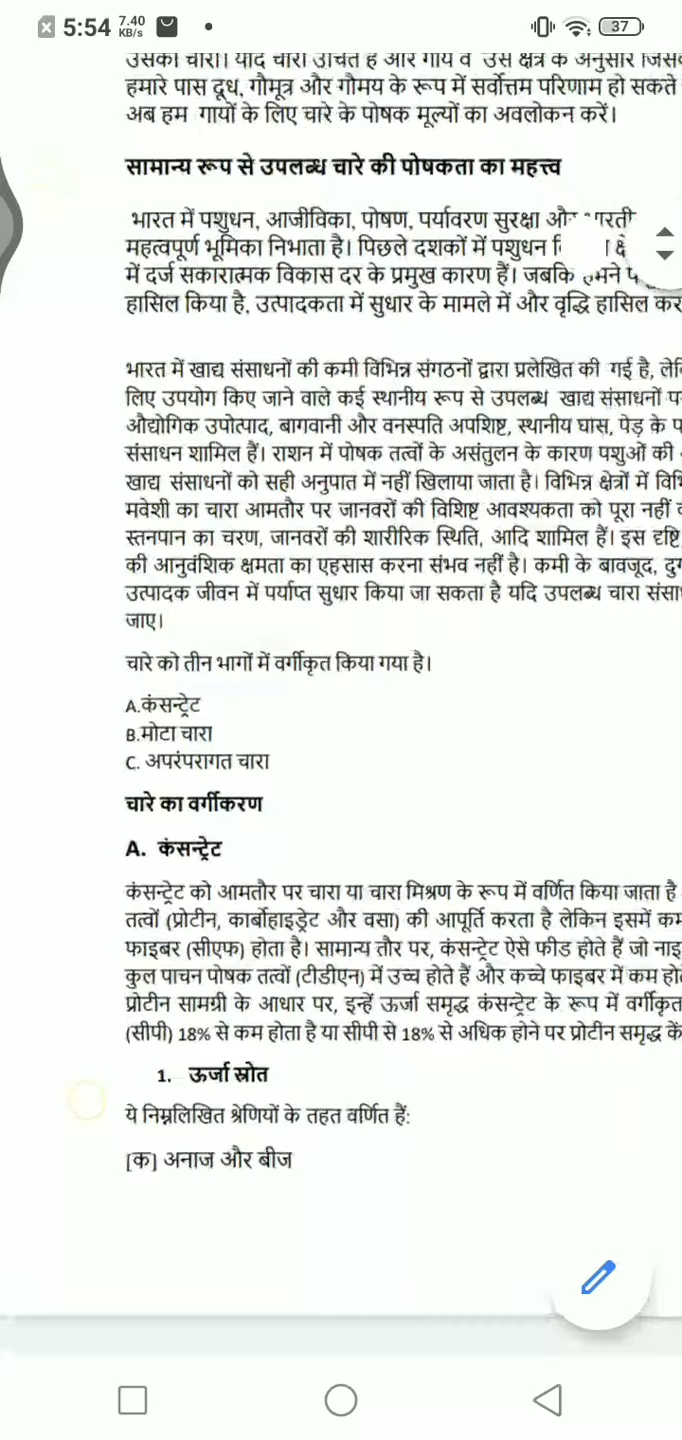 5:54 7.40 KB/s 37
उसका चारा। यदि चारा उचित है और गाय व उस क्षेत्र के अनुसार
हमारे पास दूध, गौमूत्र और गौमय के रूप में सर्वोत्तम परिणाम हो सकते
अब हम गायों के लिए चारे के पोषक मूल्यों का अवलोकन करें।
सामान्य रूप से उपलब्ध चारे की पोषकता का महत्त्व
भारत में पशुधन, आजीविका, पोषण, पर्यावरण सुरक्षा
महत्वपूर्ण भूमिका निभाता है। पिछले दशकों में पशुधन
में दर्ज सकारात्मक विकास दर के प्रमुख कारण हैं। जबकि
हासिल किया है, उत्पादकता में सुधार के मामले में और वृद्धि हासिल
भारत में खाद्य संसाधनों की कमी विभिन्न संगठनों द्वारा प्रलेखित की गई है,
लिए उपयोग किए जाने वाले कई स्थानीय रूप से उपलब्ध खाद्य संसाधनों
औद्योगिक उपोत्पाद, बागवानी और वनस्पति अपशिष्ट, स्थानीय घास, पेड़ के
संसाधन शामिल हैं। राशन में पोषक तत्वों के असंतुलन के कारण पशुओं की
खाद्य संसाधनों को सही अनुपात में नहीं खिलाया जाता है। विभिन्न क्षेत्रों में
मवेशी का चारा आमतौर पर जानवरों की विशिष्ट आवश्यकता को पूरा नहीं
स्तनपान का चरण, जानवरों की शारीरिक स्थिति, आदि शामिल हैं। इस दृष्टि
की आनुवंशिक क्षमता का एहसास करना संभव नहीं है। कमी के बावजूद,
उत्पादक जीवन में पर्याप्त सुधार किया जा सकता है यदि उपलब्ध चारा
जाए।
चारे को तीन भागों में वर्गीकृत किया गया है।
A.कंसन्ट्रेट
B.मोटा चारा
C. अपरंपरागत चारा
चारे का वर्गीकरण
A. कंसन्ट्रेट
कंसन्ट्रेट को आमतौर पर चारा या चारा मिश्रण के रूप में वर्णित किया जाता है
तत्वों (प्रोटीन, कार्बोहाइड्रेट और वसा) की आपूर्ति करता है लेकिन इसमें
फाइबर (सीएफ) होता है। सामान्य तौर पर, कंसन्ट्रेट ऐसे फीड होते हैं जो
कुल पाचन पोषक तत्वों (टीडीएन) में उच्च होते हैं और कच्चे फाइबर में कम
प्रोटीन सामग्री के आधार पर, इन्हें ऊर्जा समृद्ध कंसन्ट्रेट के रूप में वर्गीकृत
(सीपी) 18% से कम होता है या सीपी से 18% से अधिक होने पर प्रोटीन समृद्ध
1. ऊर्जा स्रोत
ये निम्नलिखित श्रेणियों के तहत वर्णित हैं:
[क] अनाज और बीज